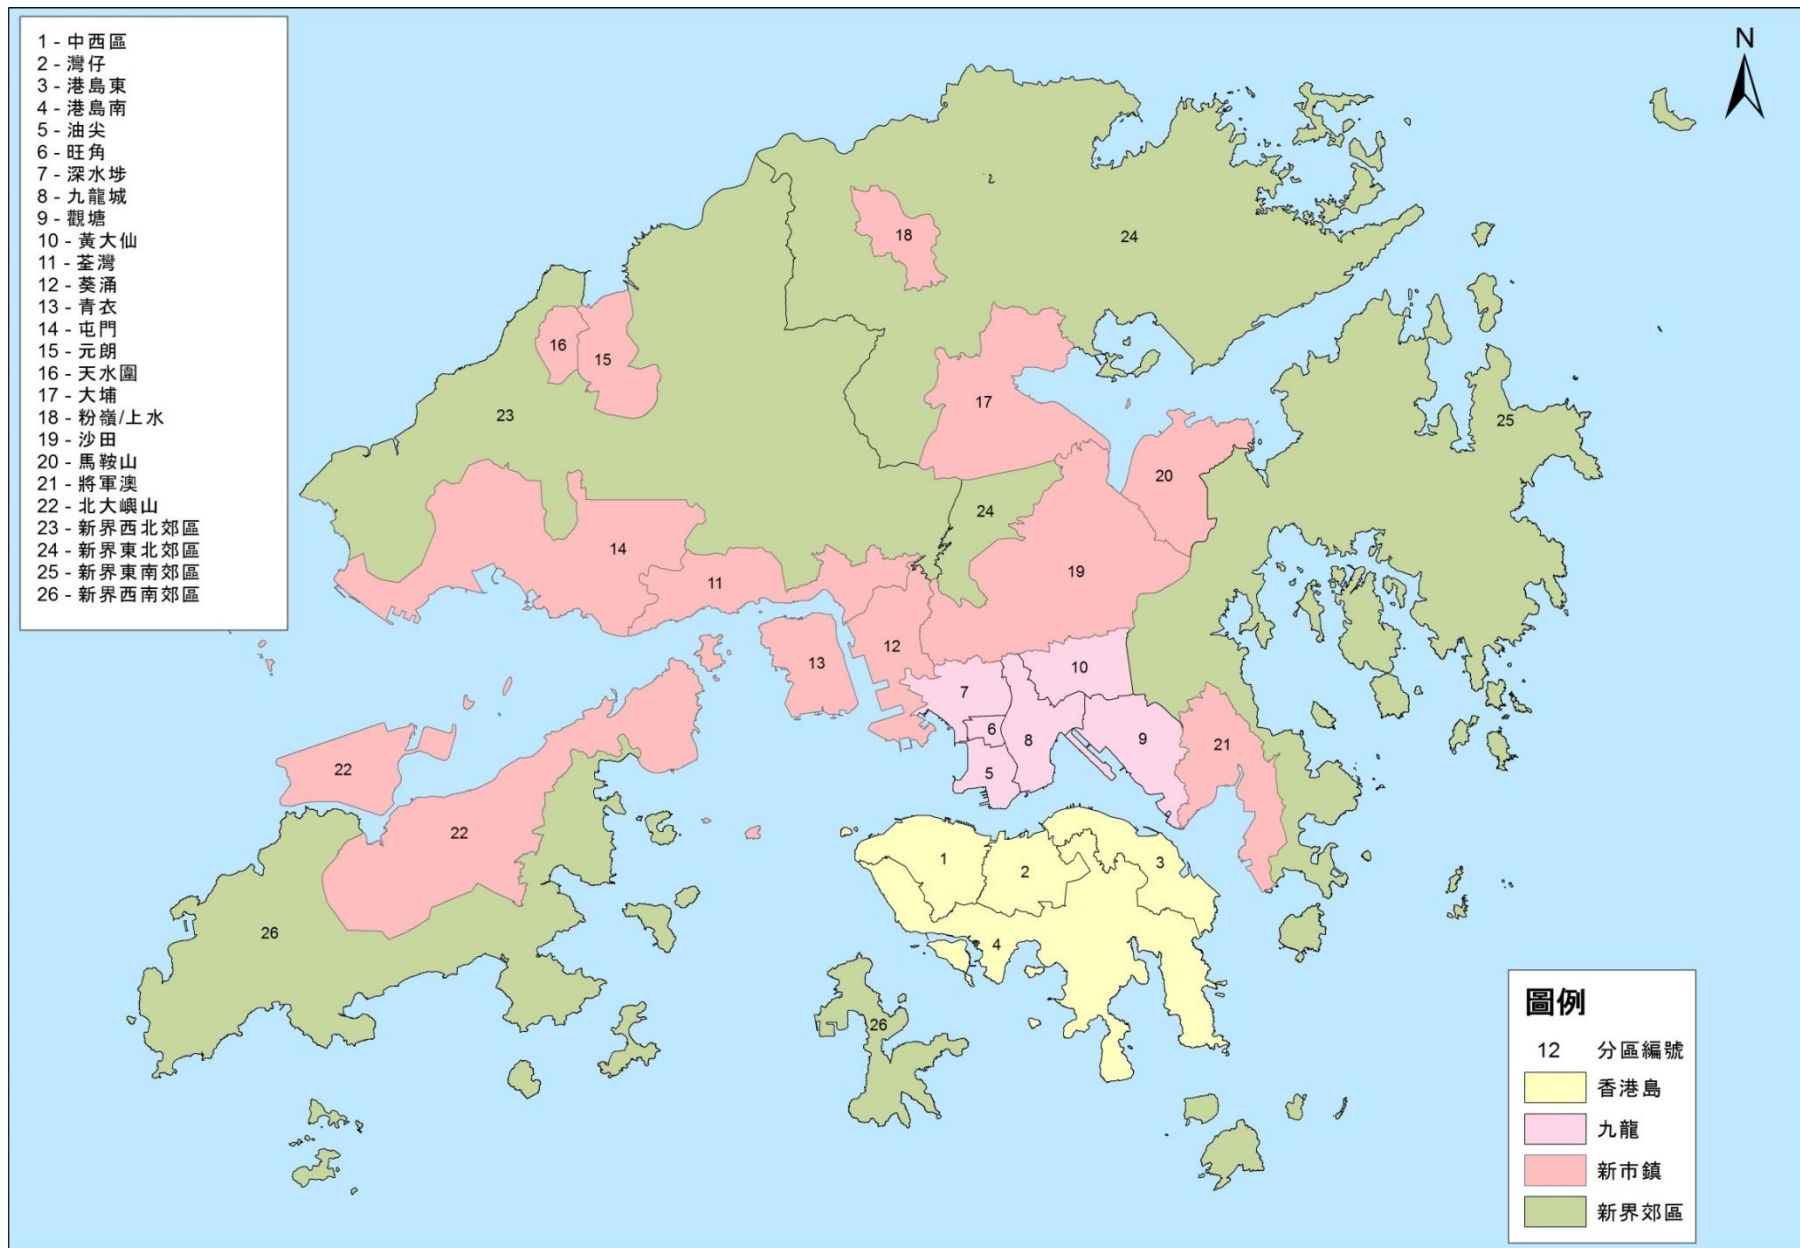 1 - 中西區
2 - 灣仔
3 - 港島東
4 - 港島南
5 - 油尖
6 - 旺角
7 - 深水埗
8 - 九龍城
9 - 觀塘
10 - 黃大仙
11 - 荃灣
12 - 葵涌
13 - 青衣
14 - 屯門
15 - 元朗
16 - 天水圍
17 - 大埔
18 - 粉嶺/上水
19 - 沙田
20 - 馬鞍山
21 - 將軍澳
22 - 北大嶼山
23 - 新界西北郊區
24 - 新界東北郊區
25 - 新界東南郊區
26 - 新界西南郊區
N
18
24
16
15
23
17
25
20
24
14
11
19
12
13
10
7
6
8
9
21
5
22
22
1
2
3
4
26
26
圖例
12 分區編號
香港島
九龍
新市鎮
新界郊區